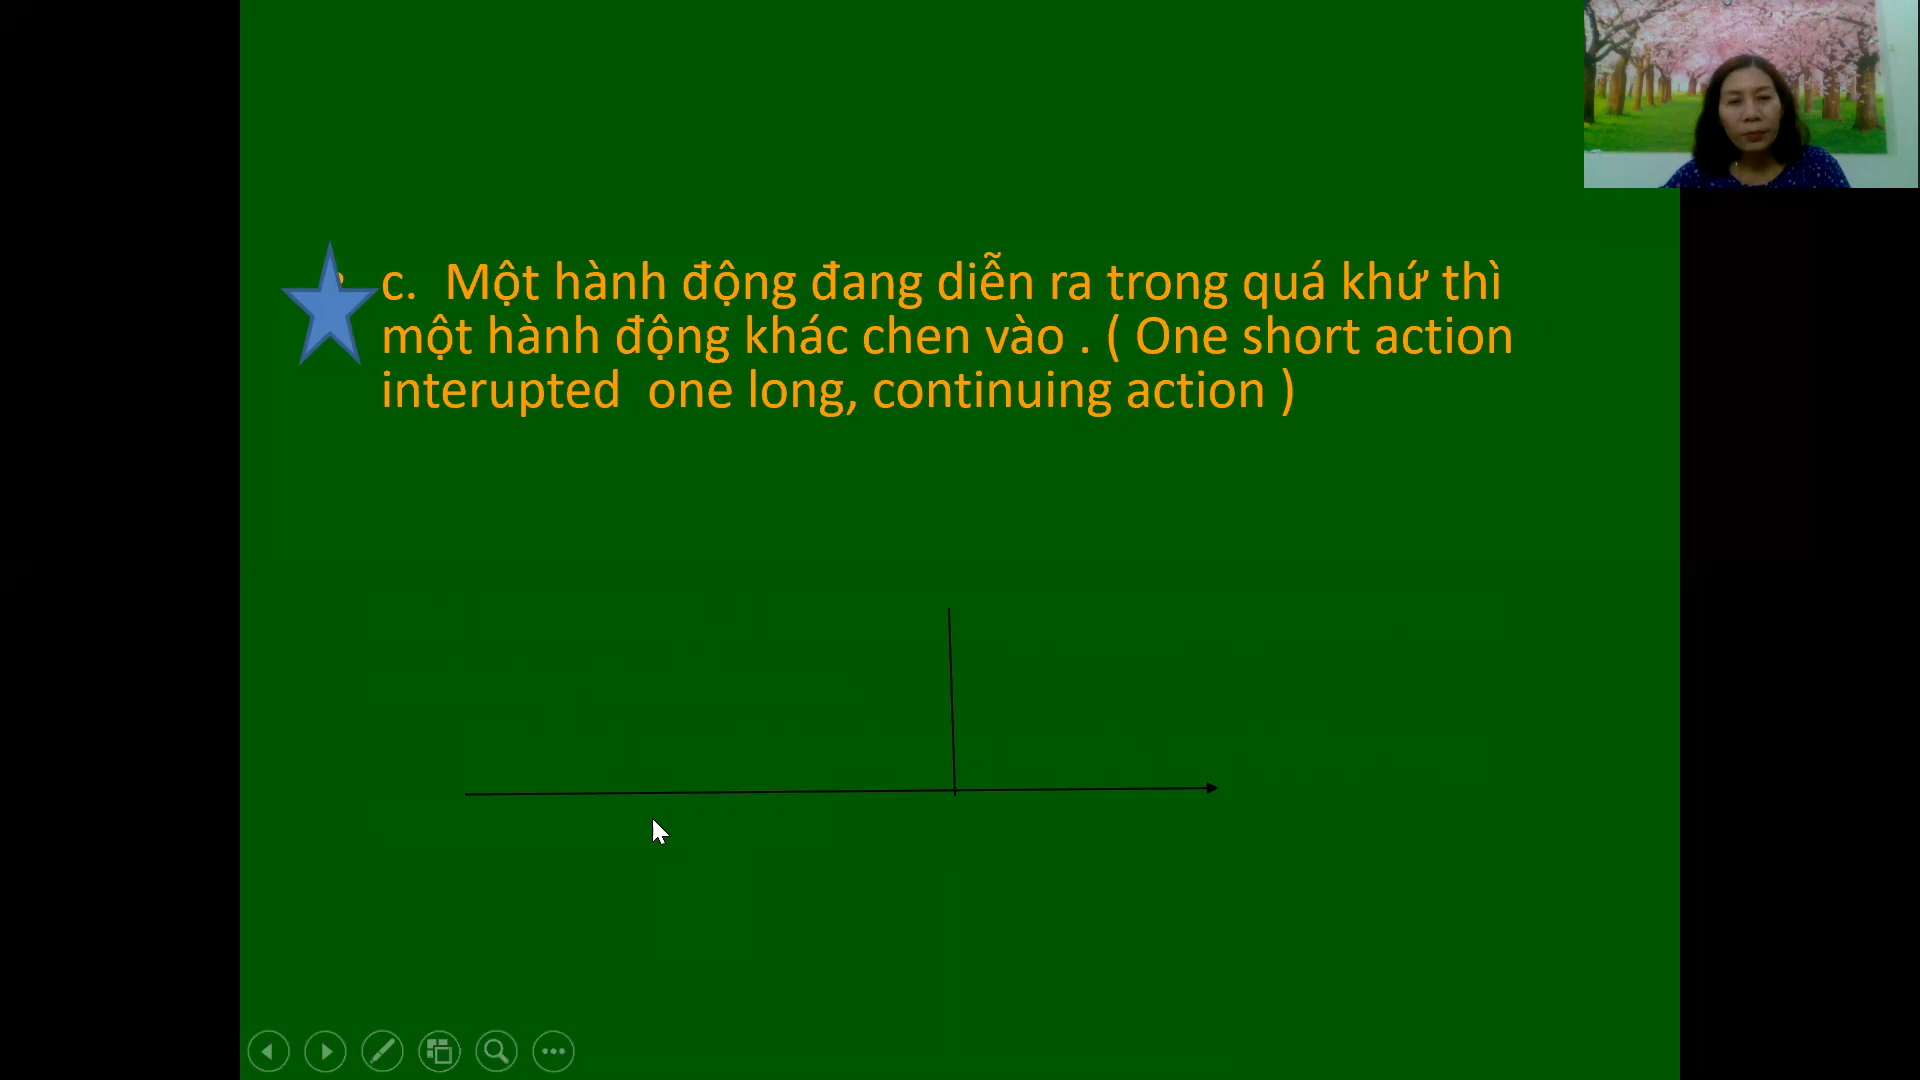 c. Một hành động đang diễn ra trong quá khứ thì
một hành động khác chen vào . ( One short action
interupted one long, continuing action )